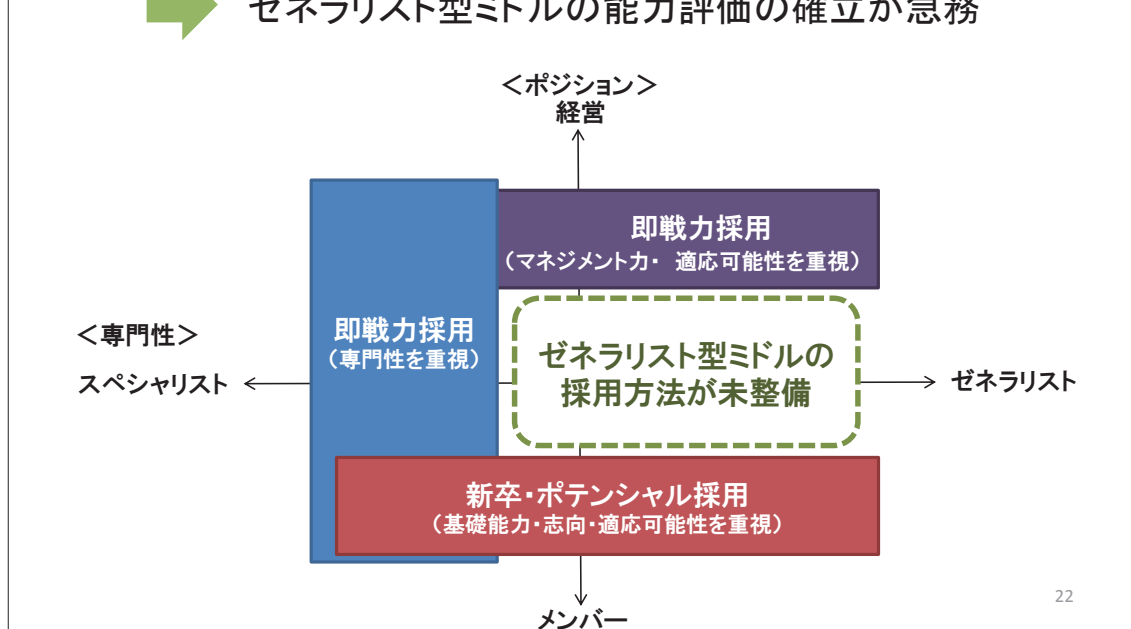 ゼネラリスト型ミドルの能力評価の確立が急務
＜ポジション＞
経営
即戦力採用
（マネジメント力・ 適応可能性を重視）
＜専門性＞
即戦力採用
（専門性を重視）
ゼネラリスト型ミドルの
採用方法が未整備
スペシャリスト
ゼネラリスト
新卒・ポテンシャル採用
（基礎能力・志向・適応可能性を重視）
メンバー
22